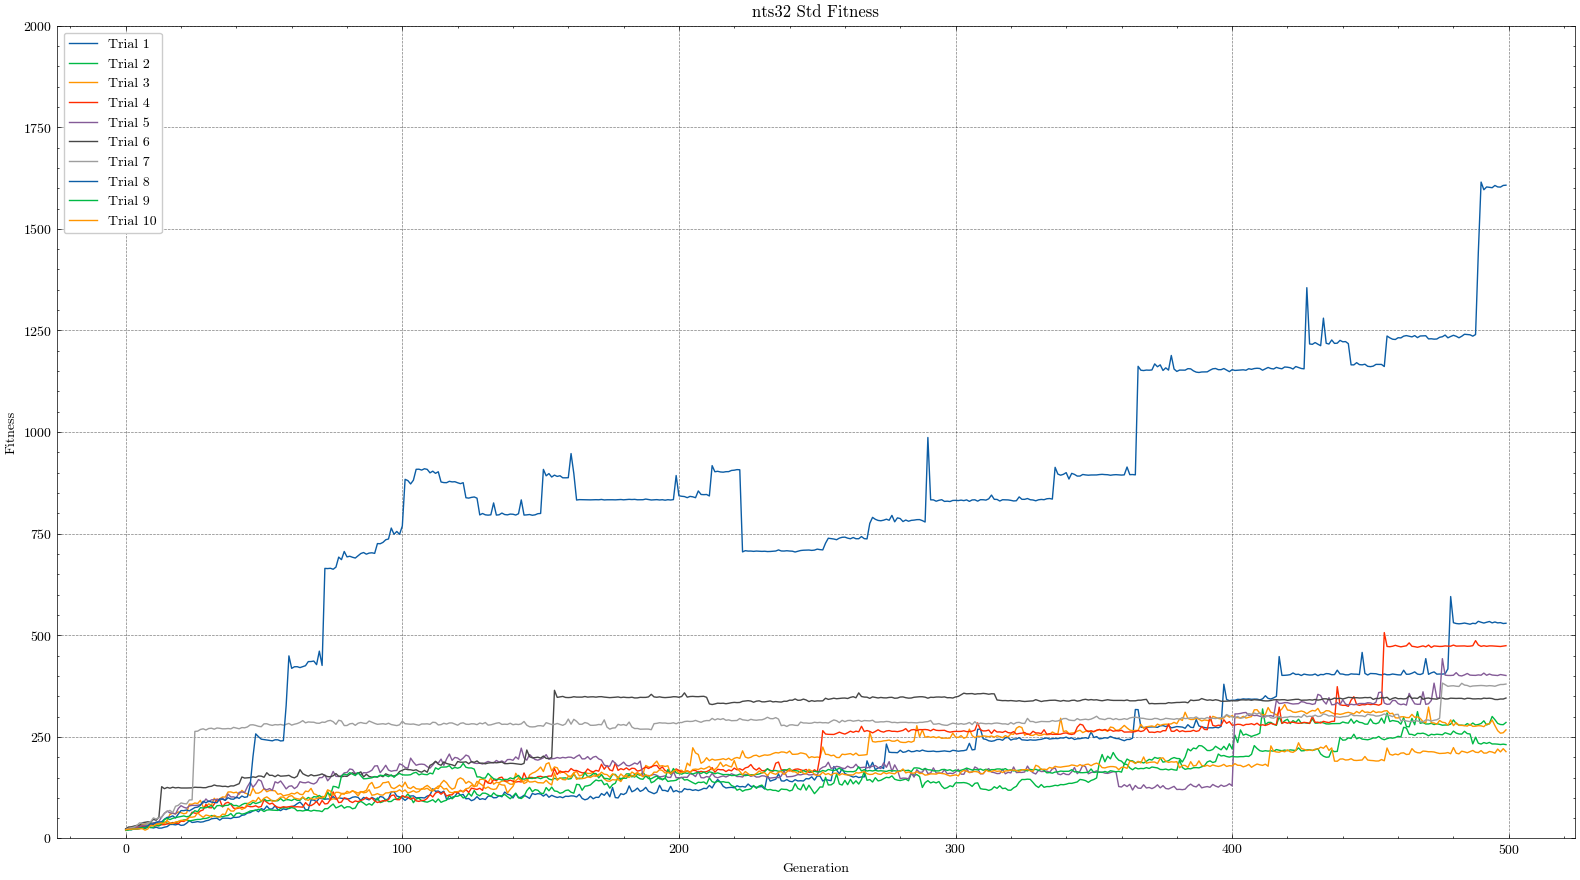 nts32 Std Fitness
Trial 1
Trial 2
Trial 3
Trial 4
Trial 5
Trial 6
Trial 7
Trial 8
Trial 9
Trial 10
2000
1750
1500
1250
1000
750
500
250
0
Fitness
0 100 200 300 400 500
Generation